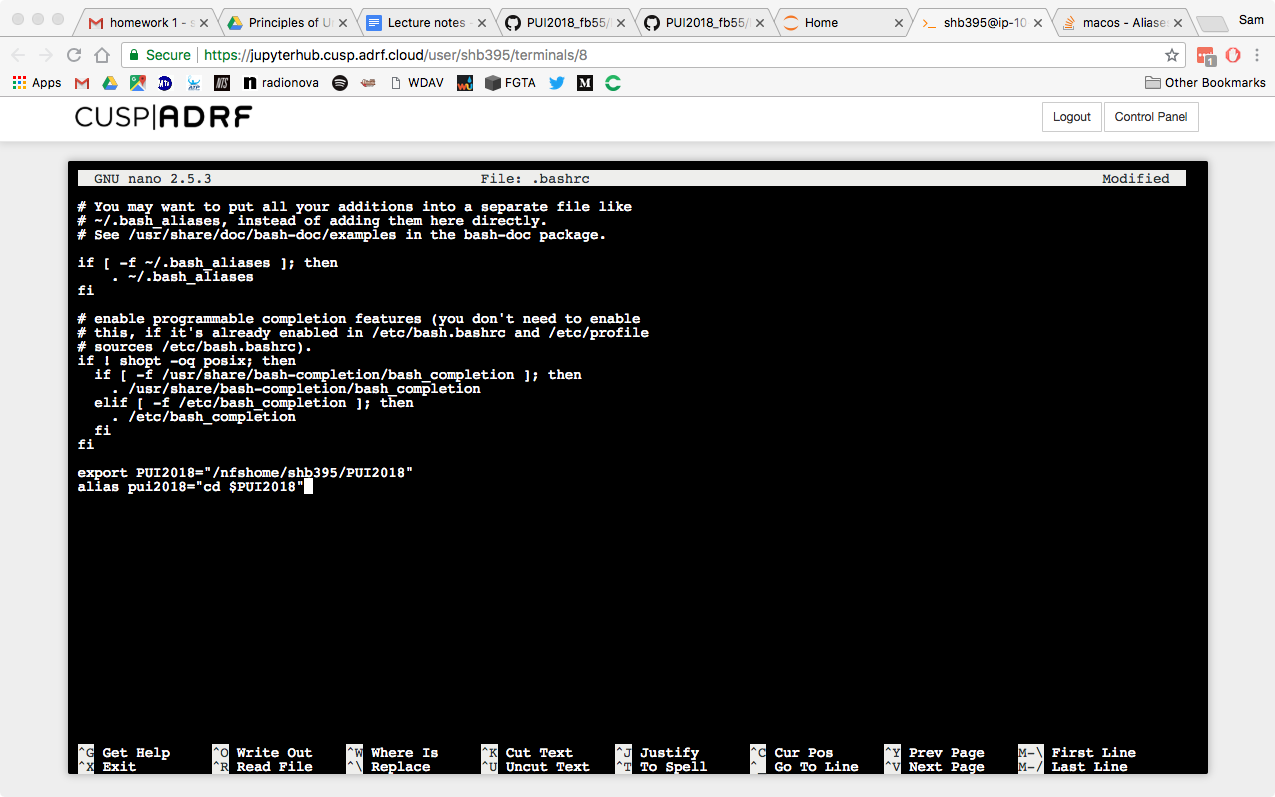 homework 1 - s
Principles of U
Lecture notes -
PUI2018_fb55/
PUI2018_fb55/
Home
shb395@ip-10
macos - Aliase
Sam
Secure
https://jupyterhub.cusp.adrf.cloud/user/shb395/terminals/8
1
Apps
MTV
ATP
NTS
n radionova
WDAV
FGTA
M
Other Bookmarks
CUSP|ADRF
Logout
Control Panel
GNU nano 2.5.3 File: .bashrc Modified
# You may want to put all your additions into a separate file like
# ~/.bash_aliases, instead of adding them here directly.
# See /usr/share/doc/bash-doc/examples in the bash-doc package.
if [ -f ~/.bash_aliases ]; then
. ~/.bash_aliases
fi
# enable programmable completion features (you don't need to enable
# this, if it's already enabled in /etc/bash.bashrc and /etc/profile
# sources /etc/bash.bashrc).
if ! shopt -oq posix; then
if [ -f /usr/share/bash-completion/bash_completion ]; then
. /usr/share/bash-completion/bash_completion
elif [ -f /etc/bash_completion ]; then
. /etc/bash_completion
fi
fi
export PUI2018="/nfshome/shb395/PUI2018"
alias pui2018="cd $PUI2018"
^G Get Help ^O Write Out ^W Where Is ^K Cut Text ^J Justify ^C Cur Pos ^Y Prev Page M-\ First Line
^X Exit ^R Read File ^\ Replace ^U Uncut Text ^T To Spell ^_ Go To Line ^V Next Page M-/ Last Line